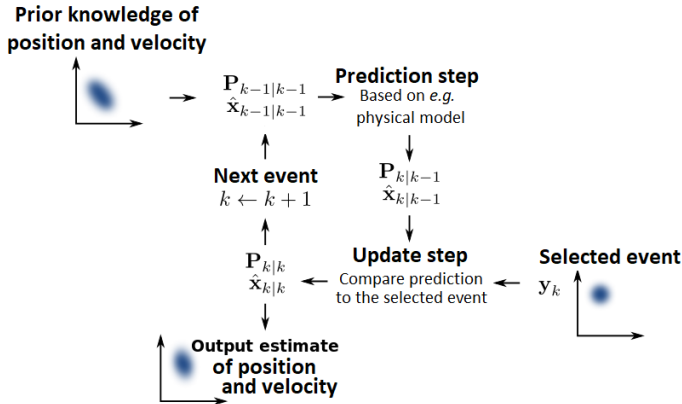 Prior knowledge of
position and velocity
P_{k−1|k−1}
x̂_{k−1|k−1}
Prediction step
Based on e.g.
physical model
P_{k|k−1}
x̂_{k|k−1}
Next event
k ← k + 1
Update step
Compare prediction
to the selected event
Selected event
y_k
P_{k|k}
x̂_{k|k}
Output estimate
of position
and velocity